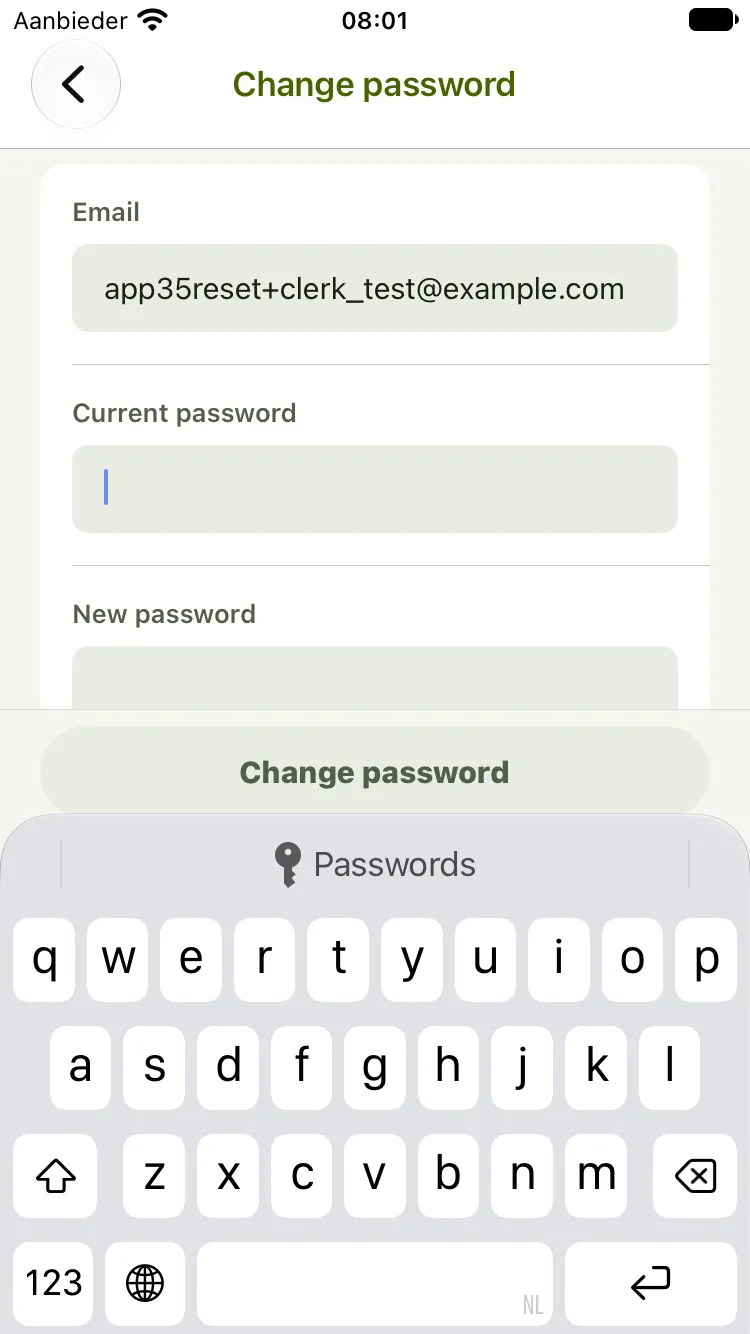 Aanbieder 08:01
Change password
Email
app35reset+clerk_test@example.com
Current password
New password
Change password
Passwords
q w e r t y u i o p
a s d f g h j k l
z x c v b n m
123 NL